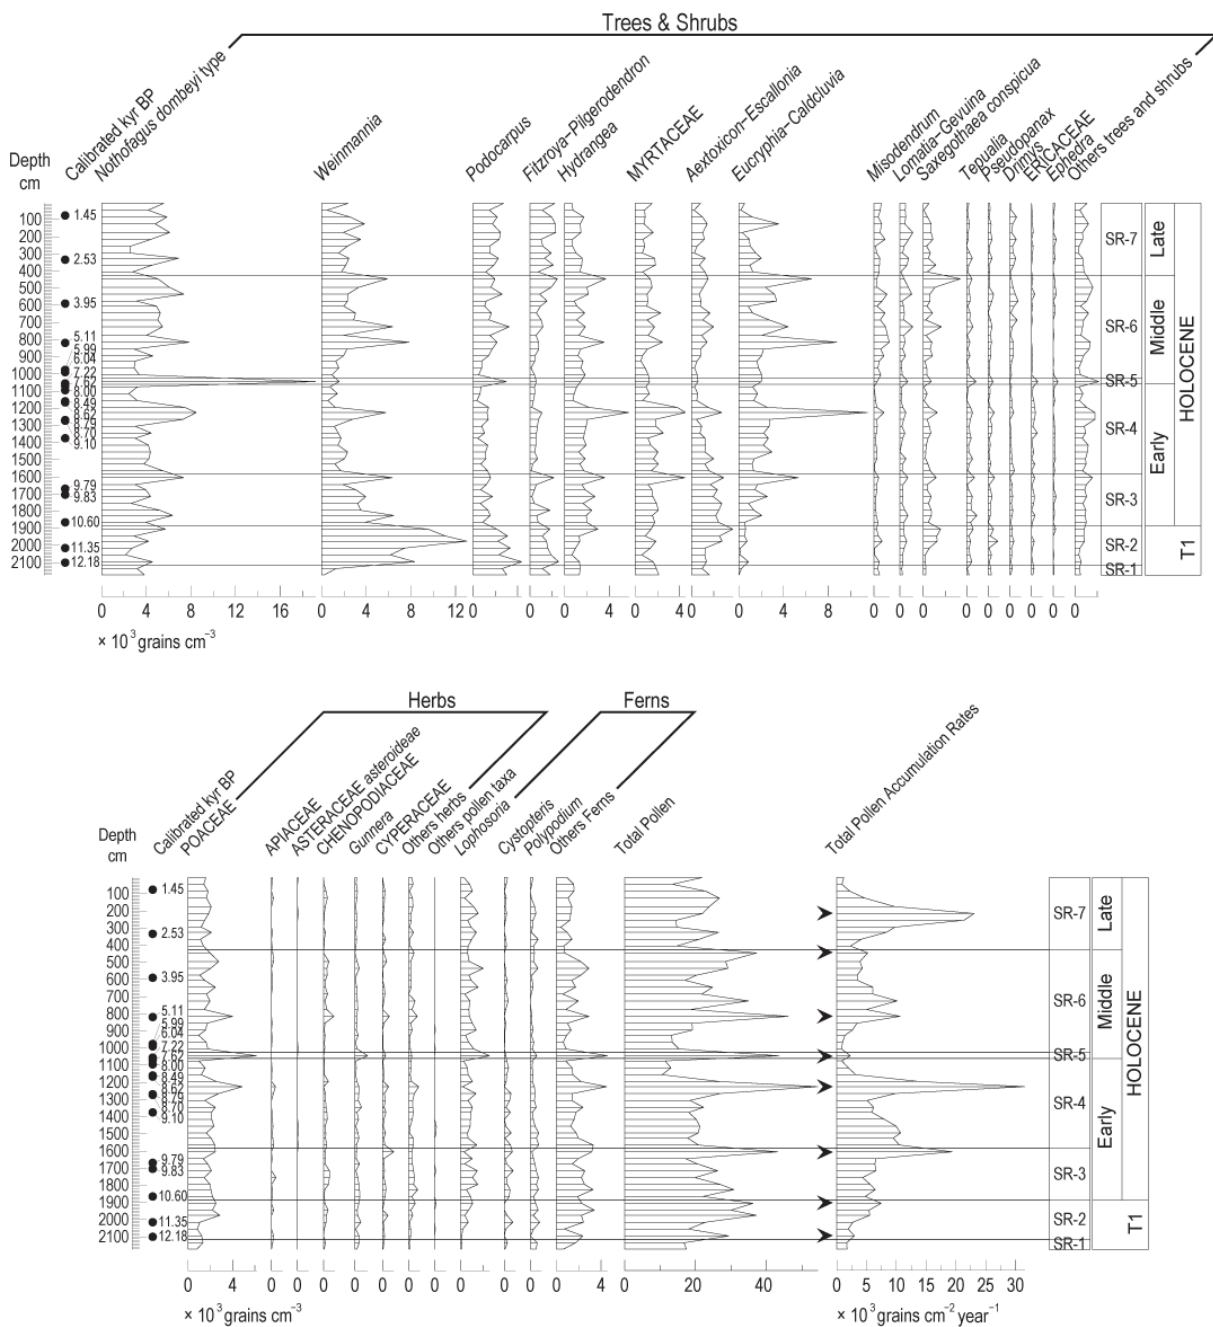 Trees & Shrubs
Depth
cm
Calibrated kyr BP
Nothofagus dombeyi type
Weinmannia
Podocarpus
Fitzroya-Pilgerodendron
Hydrangea
MYRTACEAE
Aextoxicon-Escallonia
Eucryphia-Caldcluvia
Misodendrum
Lomatia-Gevuina
Saxegothaea conspicua
Tepualia
Pseudopanax
Drimys
ERICACEAE
Ephedra
Others trees and shrubs
100
200
300
400
500
600
700
800
900
1000
1100
1200
1300
1400
1500
1600
1700
1800
1900
2000
2100
1.45
2.53
3.95
5.11
5.99
6.04
7.22
7.62
8.00
8.49
8.62
8.79
8.70
9.10
9.79
9.83
10.60
11.35
12.18
SR-7
SR-6
SR-5
SR-4
SR-3
SR-2
SR-1
Late
Middle
Early
HOLOCENE
T1
0 4 8 12 16 0 4 8 12 0 0 0 4 0 4 0 0 4 8 0 0 0 0 0 0 0 0 0
× 10³ grains cm⁻³
Herbs
Ferns
Depth
cm
Calibrated kyr BP
POACEAE
APIACEAE
ASTERACEAE asteroideae
CHENOPODIACEAE
Gunnera
CYPERACEAE
Others herbs
Others pollen taxa
Lophosoria
Cystopteris
Polypodium
Others Ferns
Total Pollen
Total Pollen Accumulation Rates
100
200
300
400
500
600
700
800
900
1000
1100
1200
1300
1400
1500
1600
1700
1800
1900
2000
2100
1.45
2.53
3.95
5.11
5.99
6.04
7.22
7.62
8.00
8.49
8.62
8.79
8.70
9.10
9.79
9.83
10.60
11.35
12.18
SR-7
SR-6
SR-5
SR-4
SR-3
SR-2
SR-1
Late
Middle
Early
HOLOCENE
T1
0 4 0 0 0 0 0 0 0 0 0 0 0 4 0 20 40 0 5 10 15 20 25 30
× 10³ grains cm⁻³
× 10³ grains cm⁻² year⁻¹